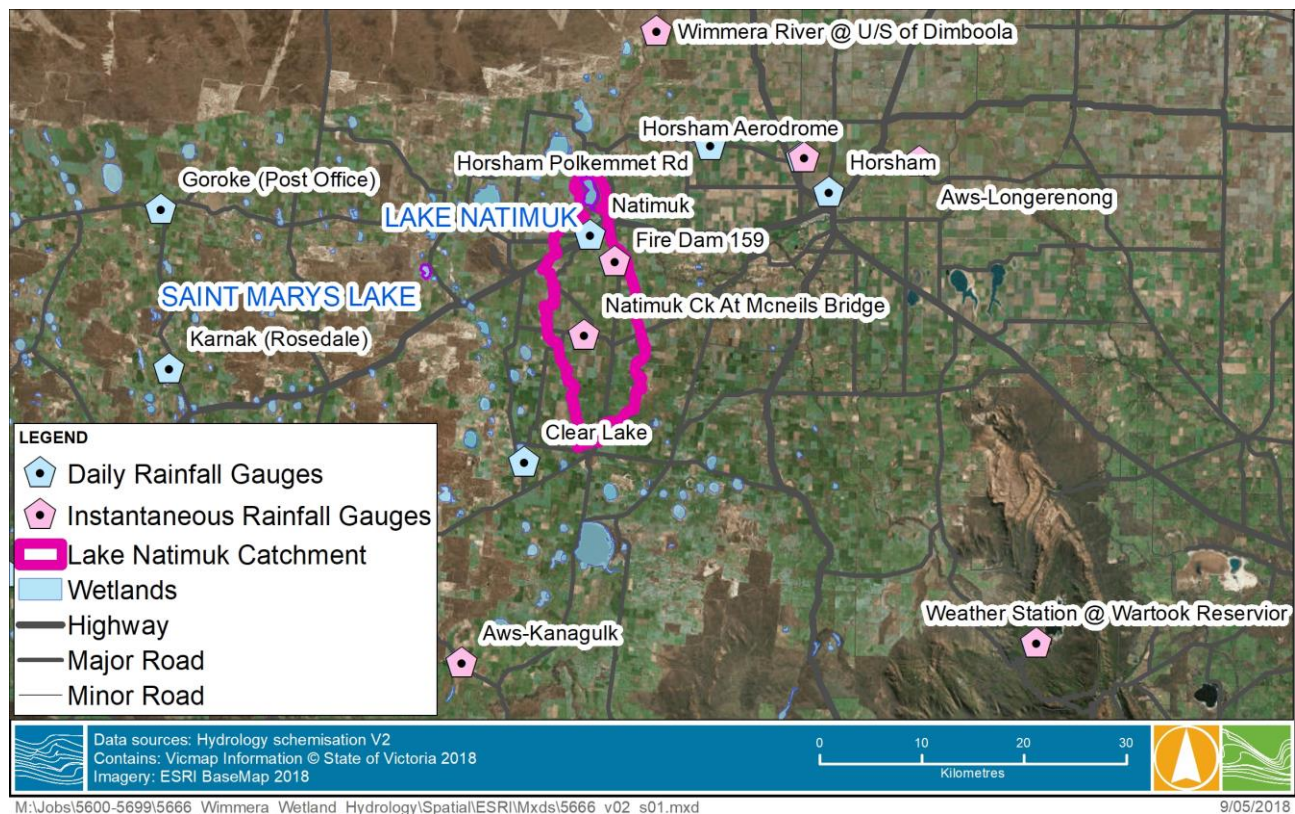 Wimmera River @ U/S of Dimboola
Horsham Aerodrome
Horsham Polkemmet Rd
Horsham
Goroke (Post Office)
Natimuk
Aws-Longerenong
LAKE NATIMUK
Fire Dam 159
SAINT MARYS LAKE
Natimuk Ck At Mcneils Bridge
Karnak (Rosedale)
Clear Lake
LEGEND
Daily Rainfall Gauges
Instantaneous Rainfall Gauges
Lake Natimuk Catchment
Wetlands
Highway
Major Road
Minor Road
Weather Station @ Wartook Reservior
Aws-Kanagulk
Data sources: Hydrology schemisation V2
Contains: Vicmap Information © State of Victoria 2018
Imagery: ESRI BaseMap 2018
0 10 20 30
Kilometres
M:\Jobs\5600-5699\5666_Wimmera_Wetland_Hydrology\Spatial\ESRI\Mxds\5666_v02_s01.mxd
9/05/2018